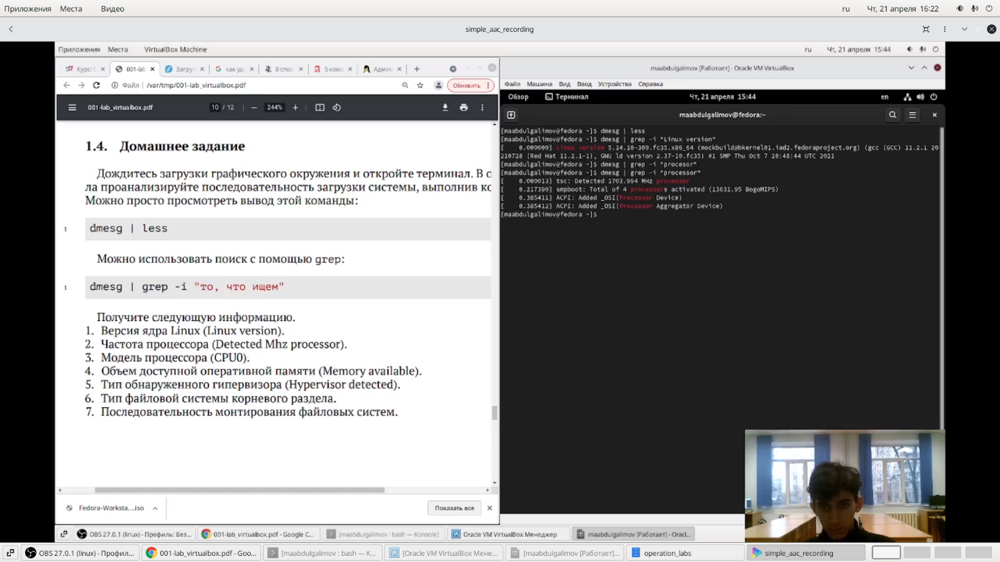 Приложения Места Видео ru Чт, 21 апреля 16:22
simple_aac_recording
Приложения Места VirtualBox Machine ru Чт, 21 апреля 15:44
Курс: С 001-lab Загруз как уда 8 спос 5 кома Админ
Файл /var/tmp/001-lab_virtualbox.pdf Обновить
001-lab_virtualbox.pdf 10 / 12 244%
1.4. Домашнее задание
Дождитесь загрузки графического окружения и откройте терминал. В о
ла проанализируйте последовательность загрузки системы, выполнив ко
Можно просто просмотреть вывод этой команды:
1 dmesg | less
Можно использовать поиск с помощью grep:
1 dmesg | grep -i "то, что ищем"
Получите следующую информацию.
1. Версия ядра Linux (Linux version).
2. Частота процессора (Detected Mhz processor).
3. Модель процессора (CPU0).
4. Объем доступной оперативной памяти (Memory available).
5. Тип обнаруженного гипервизора (Hypervisor detected).
6. Тип файловой системы корневого раздела.
7. Последовательность монтирования файловых систем.
Fedora-Worksta....iso Показать все
maabdulgalimov [Работает] - Oracle VM VirtualBox
Файл Машина Вид Ввод Устройства Справка
Обзор Терминал Чт, 21 апреля 15:44 en
maabdulgalimov@fedora:~
[maabdulgalimov@fedora ~]$ dmesg | less
[maabdulgalimov@fedora ~]$ dmesg | grep -i "Linux version"
[    0.000000] Linux version 5.14.10-300.fc35.x86_64 (mockbuild@bkernel01.iad2.fedoraproject.org) (gcc (GCC) 11.2.1 20
210728 (Red Hat 11.2.1-1), GNU ld version 2.37-10.fc35) #1 SMP Thu Oct 7 20:48:44 UTC 2021
[maabdulgalimov@fedora ~]$ dmesg | grep -i "procesor"
[maabdulgalimov@fedora ~]$ dmesg | grep -i "processor"
[    0.000013] tsc: Detected 1703.994 MHz processor
[    0.217390] smpboot: Total of 4 processors activated (13631.95 BogoMIPS)
[    0.385411] ACPI: Added _OSI(Processor Device)
[    0.385412] ACPI: Added _OSI(Processor Aggregator Device)
[maabdulgalimov@fedora ~]$
OBS 27.0.1 (linux) - Профиль: Без... 001-lab_virtualbox.pdf - Google C... [maabdulgalimov : bash — Konsole] Oracle VM VirtualBox Менеджер maabdulgalimov [Работает] - Oracl...
OBS 27.0.1 (linux) - Профил... 001-lab_virtualbox.pdf - Goo... [maabdulgalimov : bash — K... [Oracle VM VirtualBox Мене... [maabdulgalimov [Работает]... operation_labs simple_aac_recording